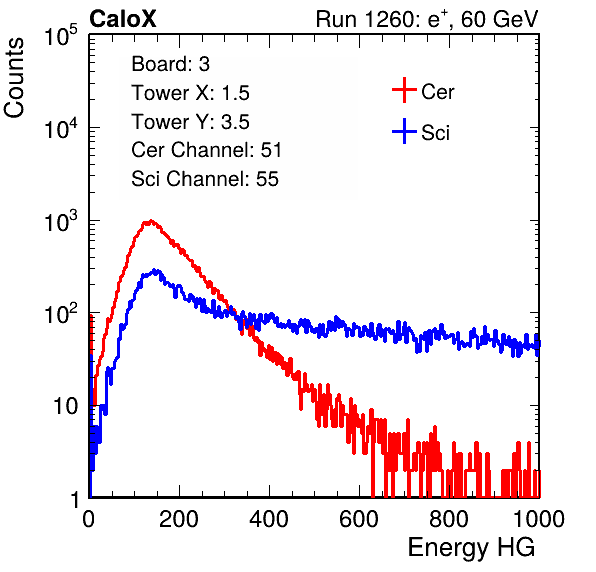 CaloX Run 1260: e⁺, 60 GeV
Counts
10⁵
10⁴
10³
10²
10
1
Board: 3
Tower X: 1.5
Tower Y: 3.5
Cer Channel: 51
Sci Channel: 55
Cer
Sci
0 200 400 600 800 1000
Energy HG